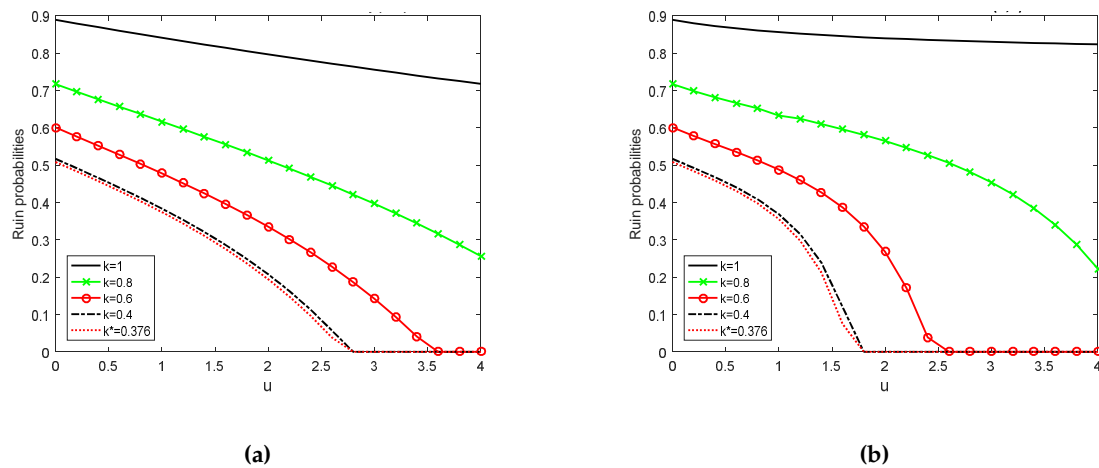 0.9
0.8
0.7
0.6
0.5
0.4
0.3
0.2
0.1
0
Ruin probabilities
k=1
k=0.8
k=0.6
k=0.4
k*=0.376
0 0.5 1 1.5 2 2.5 3 3.5 4
u
(a)
0.9
0.8
0.7
0.6
0.5
0.4
0.3
0.2
0.1
0
Ruin probabilities
k=1
k=0.8
k=0.6
k=0.4
k*=0.376
0 0.5 1 1.5 2 2.5 3 3.5 4
u
(b)